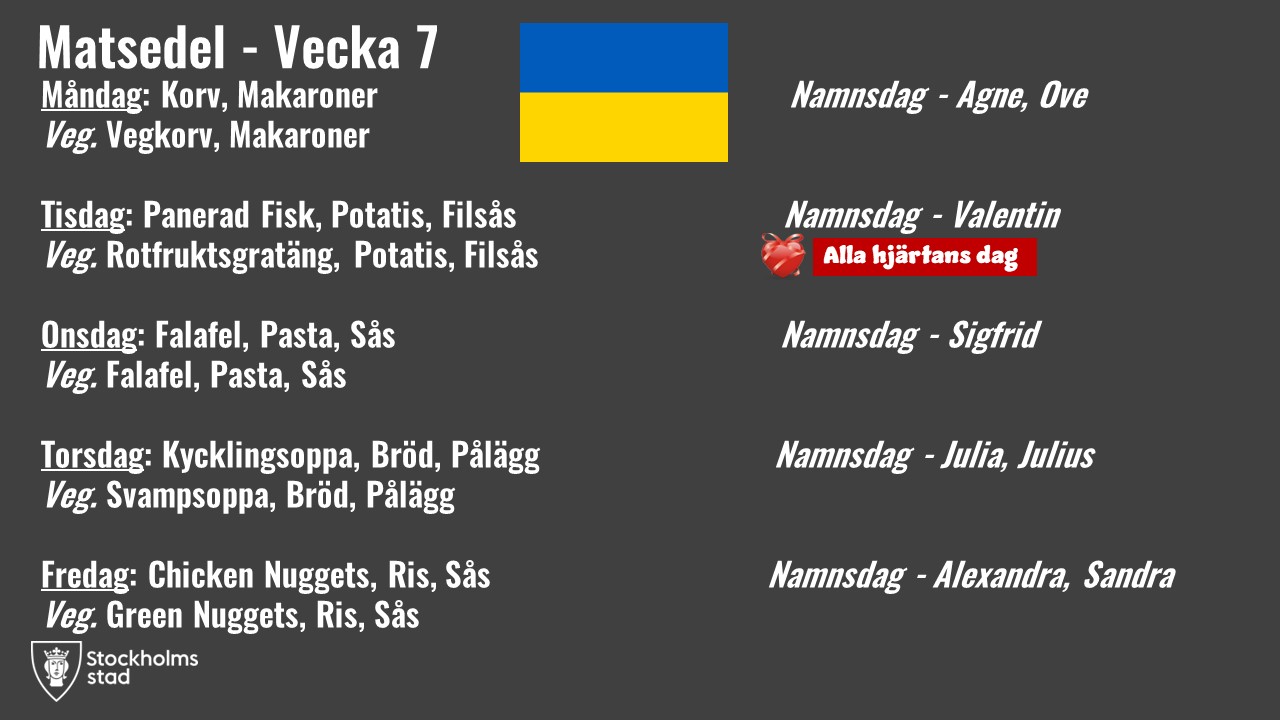 Matsedel - Vecka 7
Måndag: Korv, Makaroner
Namnsdag - Agne, Ove
Veg. Vegkorv, Makaroner
Tisdag: Panerad Fisk, Potatis, Filsås
Namnsdag - Valentin
Veg. Rotfruktsgratäng, Potatis, Filsås
Alla hjärtans dag
Onsdag: Falafel, Pasta, Sås
Namnsdag - Sigfrid
Veg. Falafel, Pasta, Sås
Torsdag: Kycklingsoppa, Bröd, Pålägg
Namnsdag - Julia, Julius
Veg. Svampsoppa, Bröd, Pålägg
Fredag: Chicken Nuggets, Ris, Sås
Namnsdag - Alexandra, Sandra
Veg. Green Nuggets, Ris, Sås
Stockholms
stad